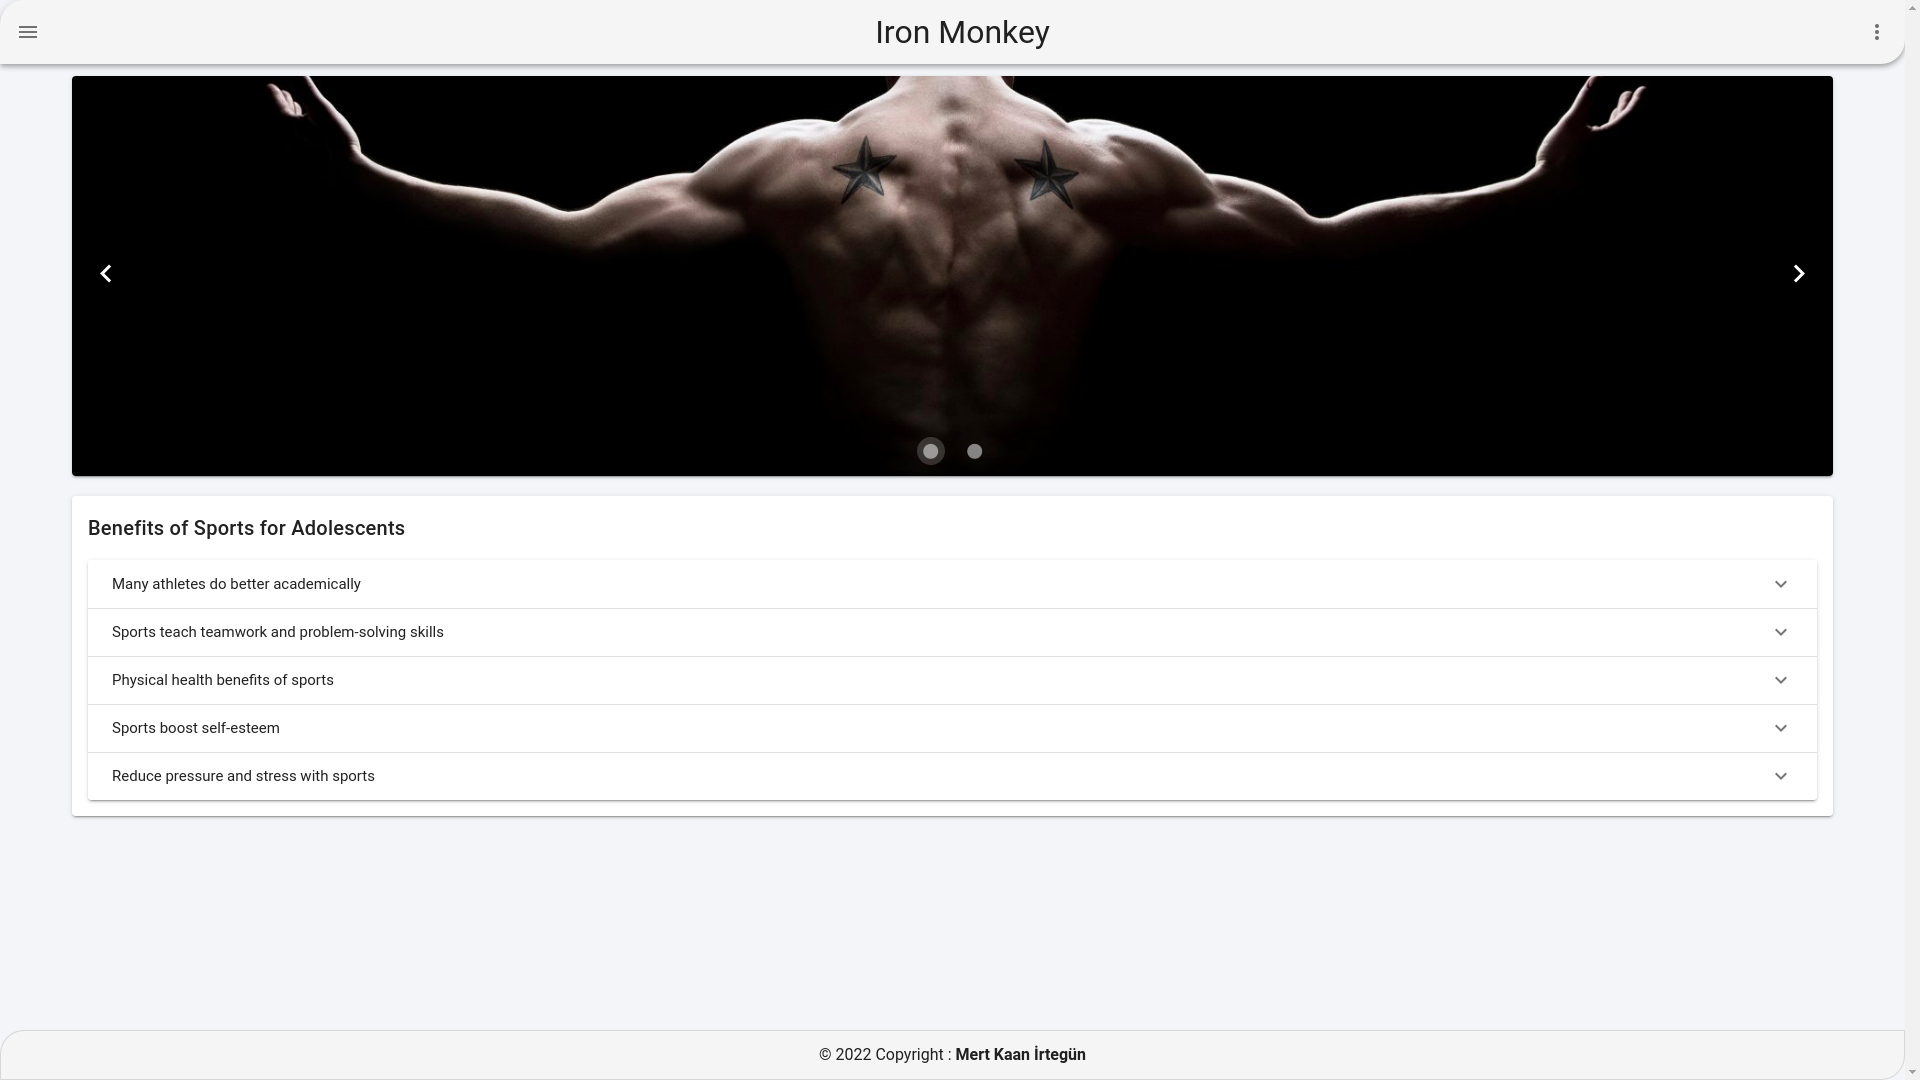 Iron Monkey
Benefits of Sports for Adolescents
Many athletes do better academically
Sports teach teamwork and problem-solving skills
Physical health benefits of sports
Sports boost self-esteem
Reduce pressure and stress with sports
© 2022 Copyright : Mert Kaan İrtegün